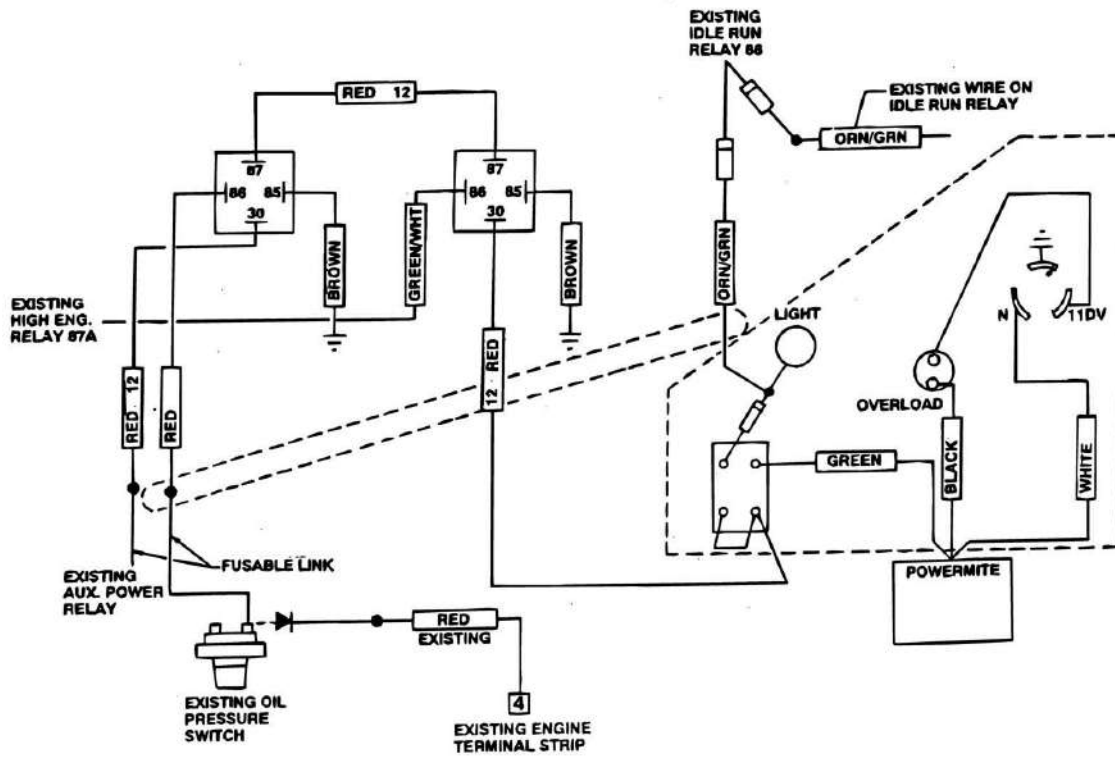 EXISTING
IDLE RUN
RELAY 86
RED 12
EXISTING WIRE ON
IDLE RUN RELAY
ORN/GRN
87
86 85
30
87
86 85
30
BROWN
GREEN/WHT
BROWN
ORN/GRN
EXISTING
HIGH ENG.
RELAY 87A
LIGHT
N
11DV
RED 12
RED
12 RED
OVERLOAD
GREEN
BLACK
WHITE
FUSABLE LINK
EXISTING
AUX. POWER
RELAY
POWERMITE
RED
EXISTING
EXISTING OIL
PRESSURE
SWITCH
4
EXISTING ENGINE
TERMINAL STRIP